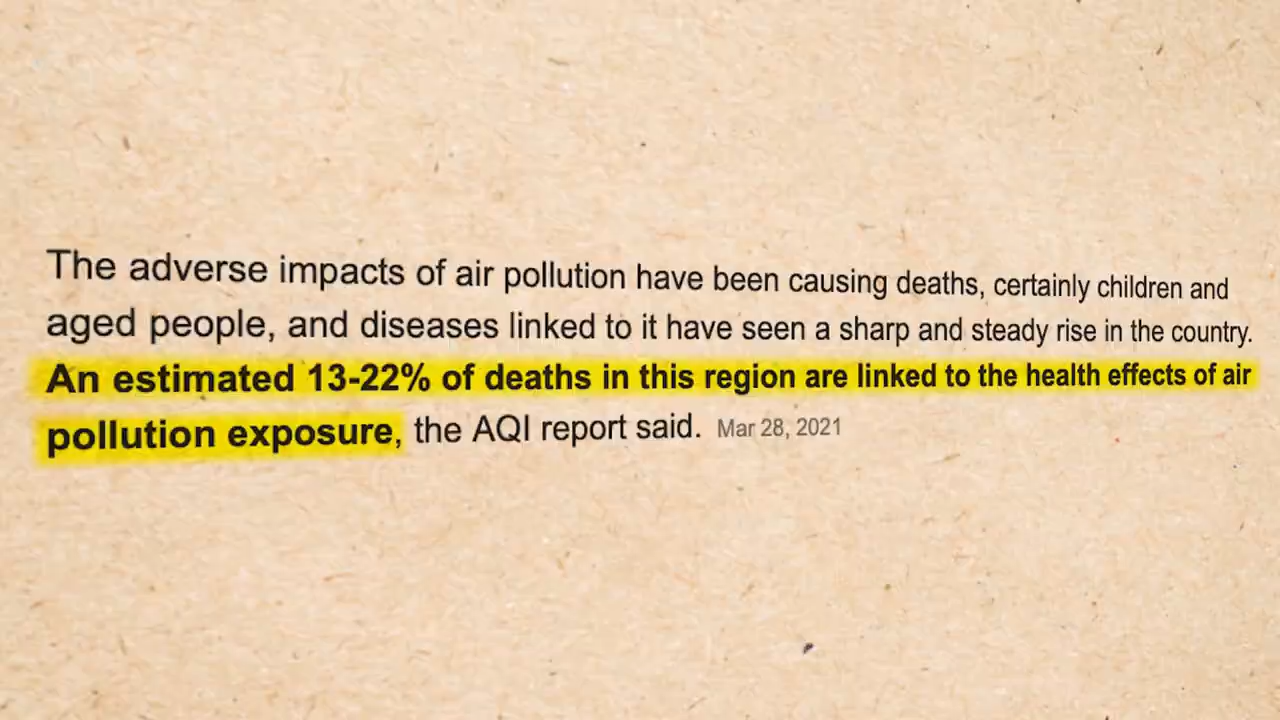 The adverse impacts of air pollution have been causing deaths, certainly children and
aged people, and diseases linked to it have seen a sharp and steady rise in the country.
An estimated 13-22% of deaths in this region are linked to the health effects of air
pollution exposure, the AQI report said. Mar 28, 2021